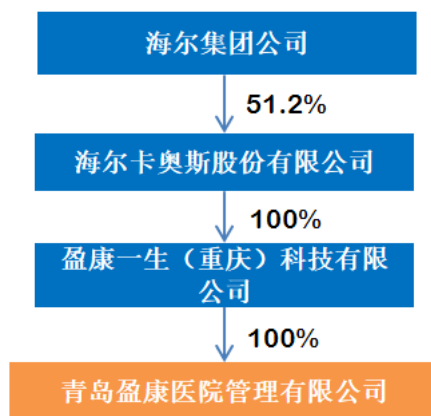 海尔集团公司
51.2%
海尔卡奥斯股份有限公司
100%
盈康一生（重庆）科技有限
公司
100%
青岛盈康医院管理有限公司